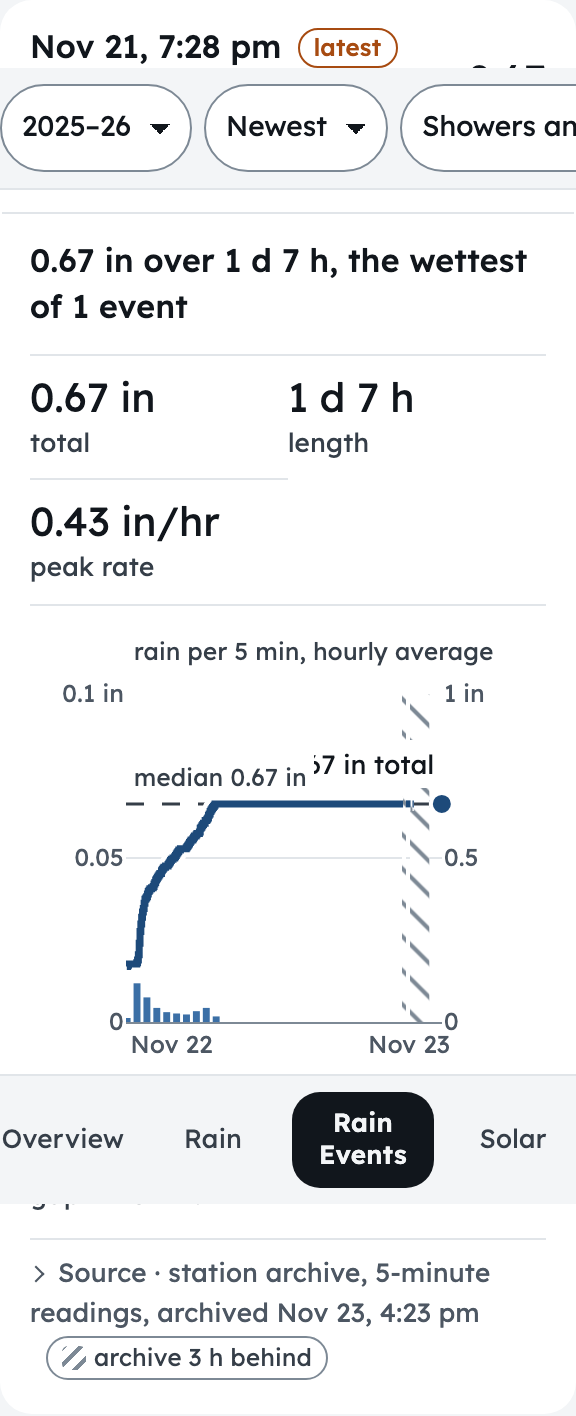 Nov 21, 7:28 pm latest
2025–26 Newest Showers an
0.67 in over 1 d 7 h, the wettest
of 1 event
0.67 in 1 d 7 h
total length
0.43 in/hr
peak rate
rain per 5 min, hourly average
0.1 in 1 in
67 in total
median 0.67 in
0.05 0.5
0 0
Nov 22 Nov 23
Overview Rain Rain Events Solar
> Source · station archive, 5-minute
readings, archived Nov 23, 4:23 pm
archive 3 h behind